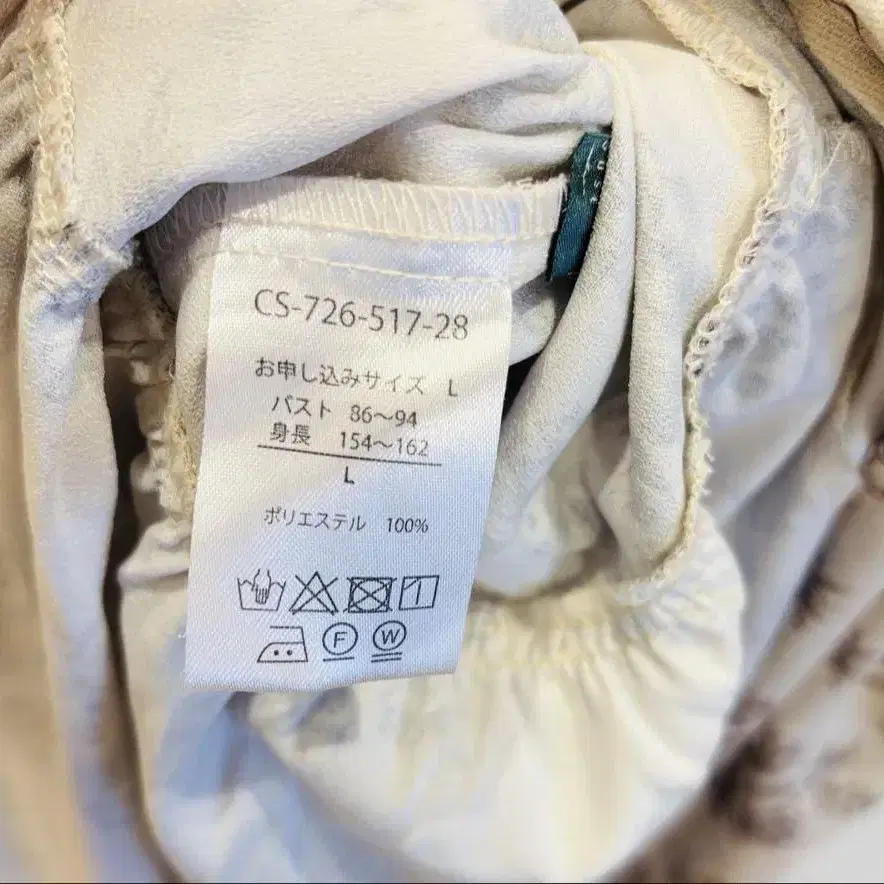 CS-726-517-28
お申し込みサイズ L
バスト 86～94
身長 154～162
L
ポリエステル 100%
F W